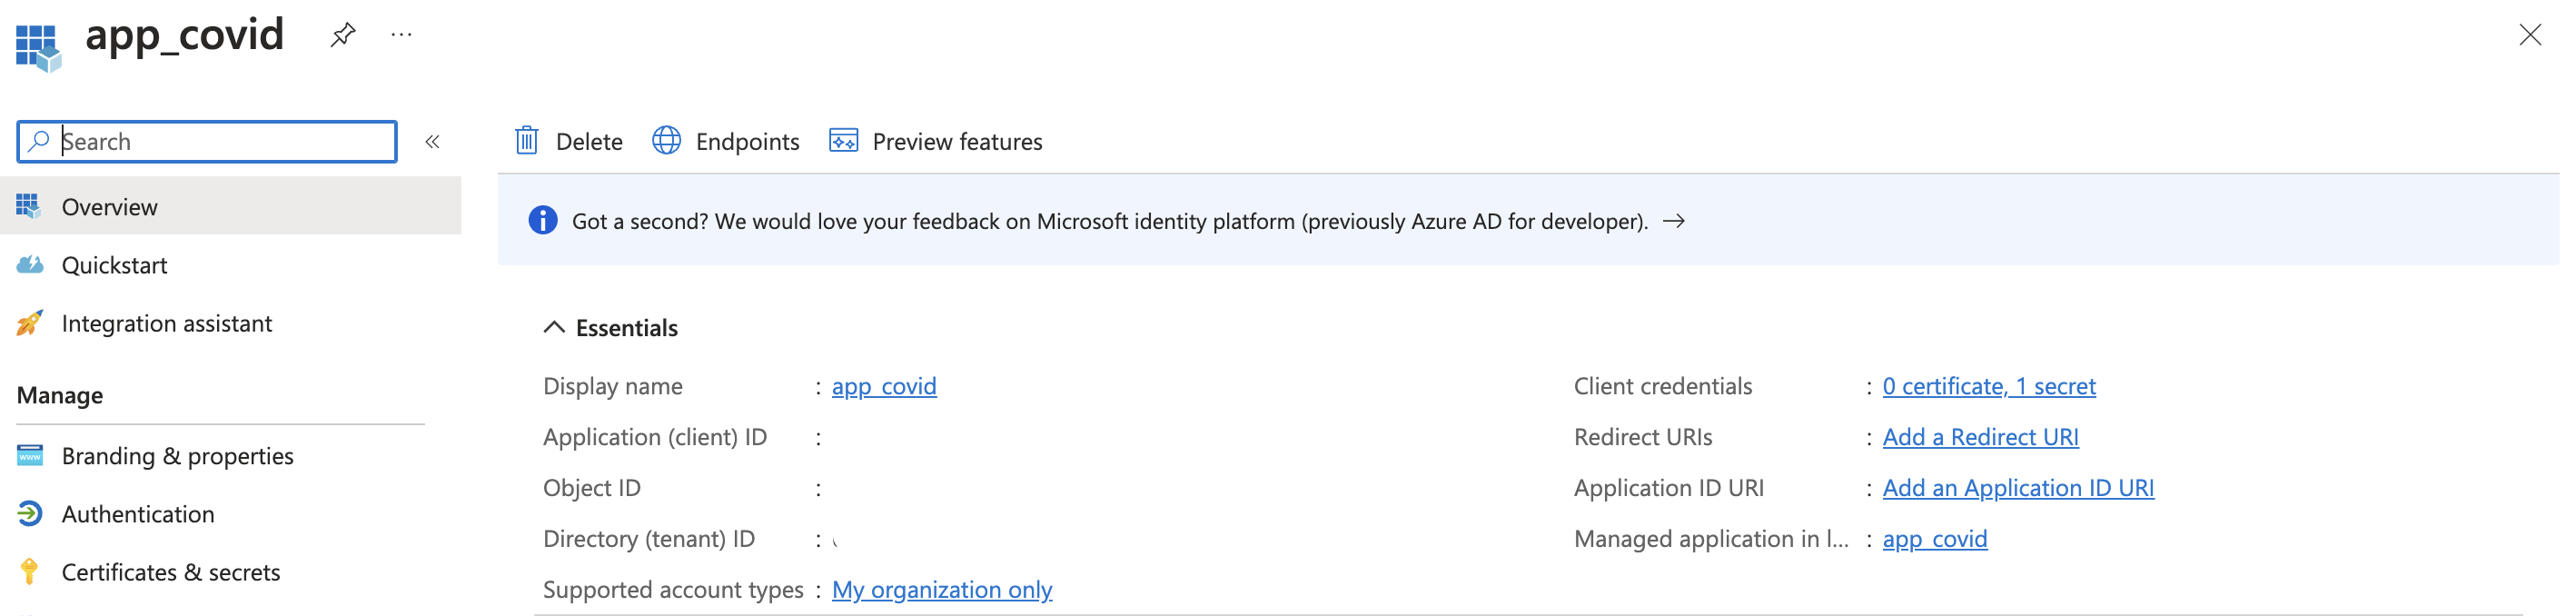 app_covid
Search
Overview
Quickstart
Integration assistant
Manage
Branding & properties
Authentication
Certificates & secrets
Delete
Endpoints
Preview features
Got a second? We would love your feedback on Microsoft identity platform (previously Azure AD for developer). →
Essentials
Display name : app_covid
Application (client) ID :
Object ID :
Directory (tenant) ID :
Supported account types : My organization only
Client credentials : 0 certificate, 1 secret
Redirect URIs : Add a Redirect URI
Application ID URI : Add an Application ID URI
Managed application in l... : app_covid